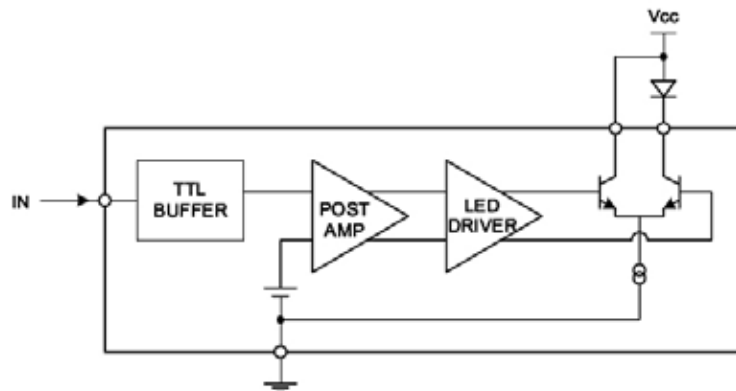 Vcc
IN
TTL
BUFFER
POST
AMP
LED
DRIVER